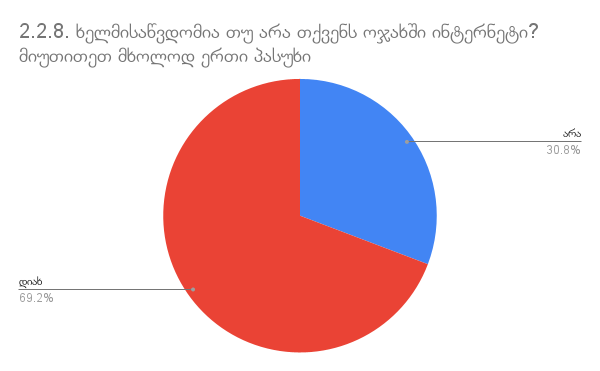 2.2.8. ხელმისაწვდომია თუ არა თქვენს ოჯახში ინტერნეტი?
მიუთითეთ მხოლოდ ერთი პასუხი
არა
30.8%
დიახ
69.2%